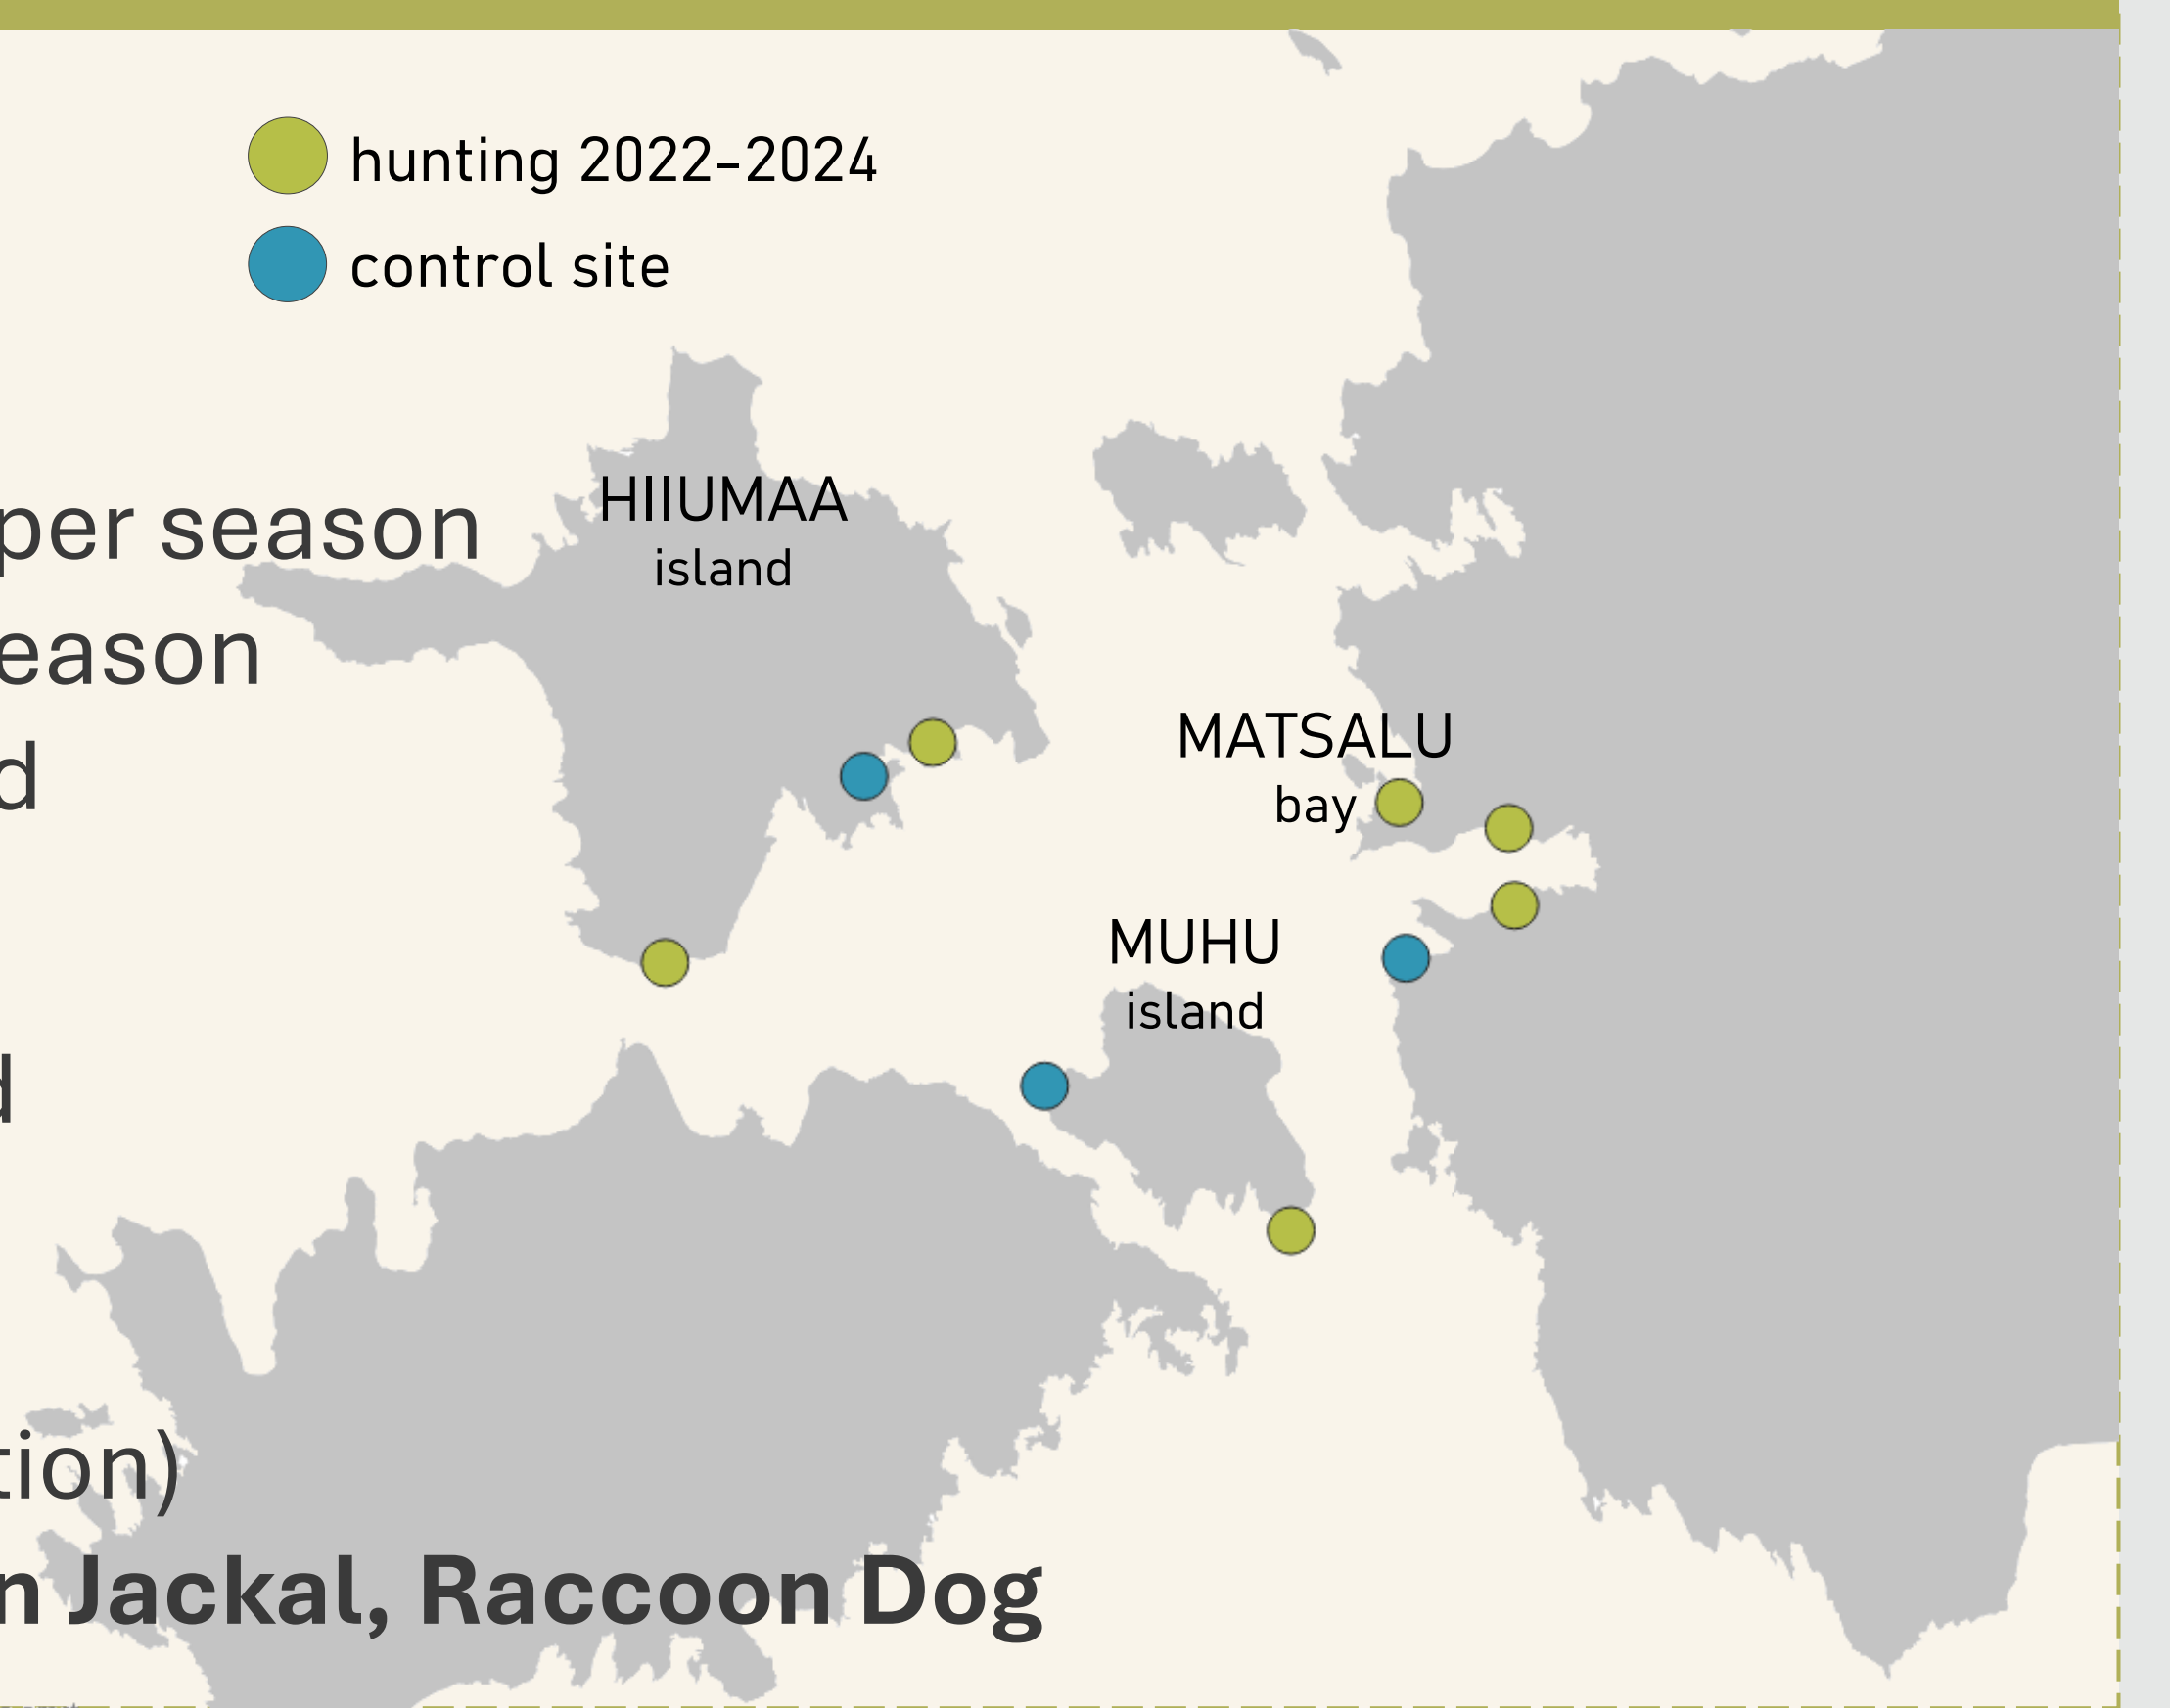 hunting 2022-2024
control site
HIIUMAA
island
per season
eason
MATSALU
bay
d
MUHU
island
d
tion)
n Jackal, Raccoon Dog